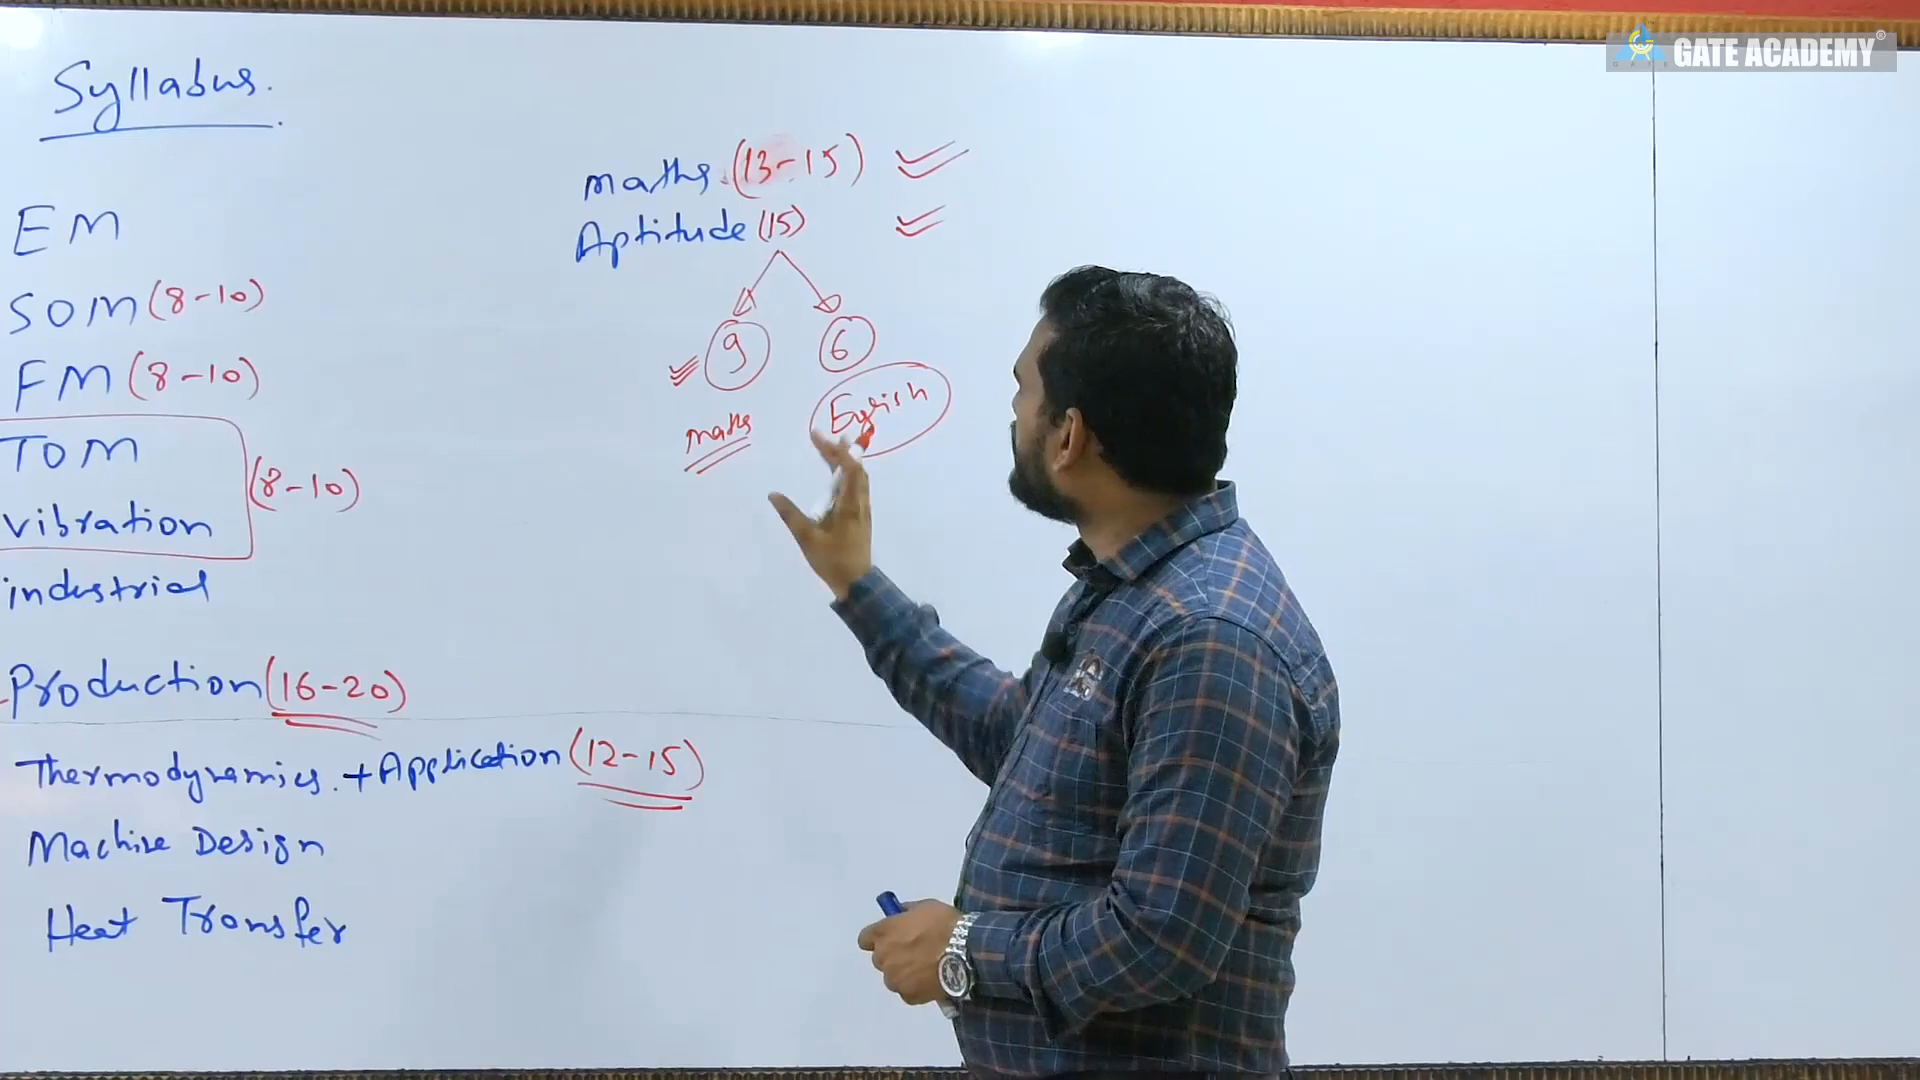 GATE ACADEMY®
Syllabus.
EM
SOM (8-10)
FM (8-10)
TOM
vibration
(8-10)
industrial
Production (16-20)
Thermodynamics. + Application (12-15)
Machine Design
Heat Transfer
maths. (13-15)
Aptitude (15)
9
6
maths